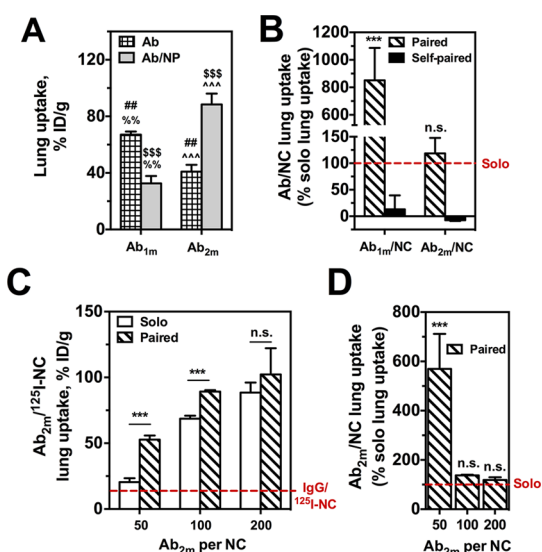 A
Lung uptake,
% ID/g
120
80
40
0
Ab
Ab/NP
##
%%
$$$
%%
##
^^^
$$$
^^^
Ab1m
Ab2m
B
Ab/NC lung uptake
(% solo lung uptake)
1200
1000
800
600
400
200
150
100
50
0
Paired
Self-paired
***
n.s.
Solo
Ab1m/NC
Ab2m/NC
C
Ab2m/125I-NC
lung uptake, % ID/g
150
100
50
0
Solo
Paired
***
***
n.s.
IgG/
125I-NC
50
100
200
Ab2m per NC
D
Ab2m/NC lung uptake
(% solo lung uptake)
800
600
400
200
0
Paired
***
n.s.
n.s.
Solo
50
100
200
Ab2m per NC